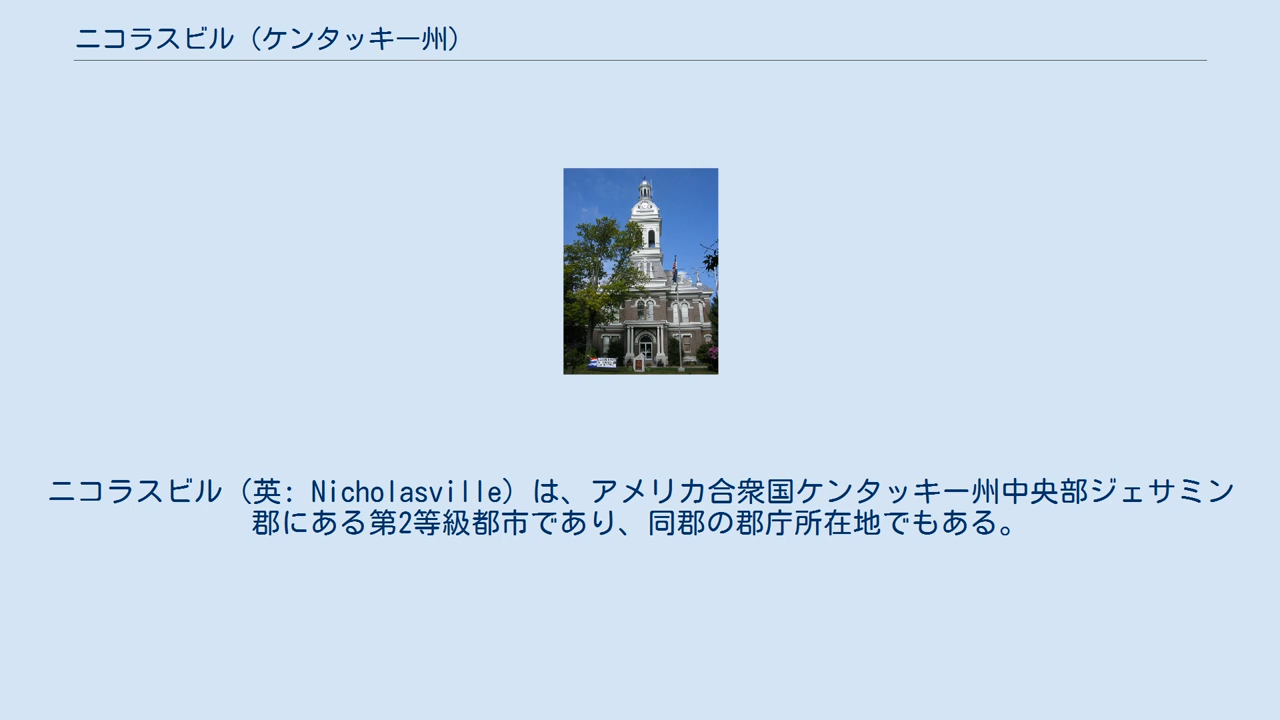 ニコラスビル（ケンタッキー州）
ニコラスビル（英: Nicholasville）は、アメリカ合衆国ケンタッキー州中央部ジェサミン
郡にある第2等級都市であり、同郡の郡庁所在地でもある。